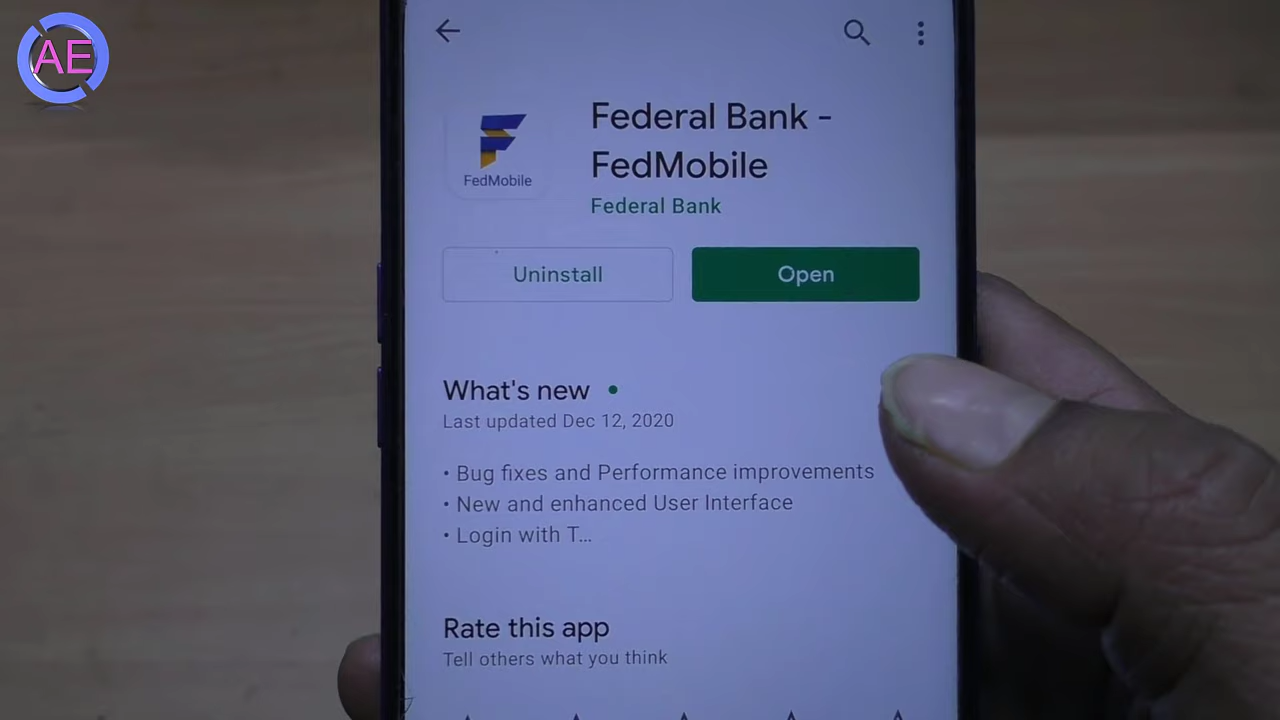 AE
Federal Bank -
FedMobile
FedMobile
Federal Bank
Uninstall
Open
What's new
Last updated Dec 12, 2020
• Bug fixes and Performance improvements
• New and enhanced User Interface
• Login with T...
Rate this app
Tell others what you think